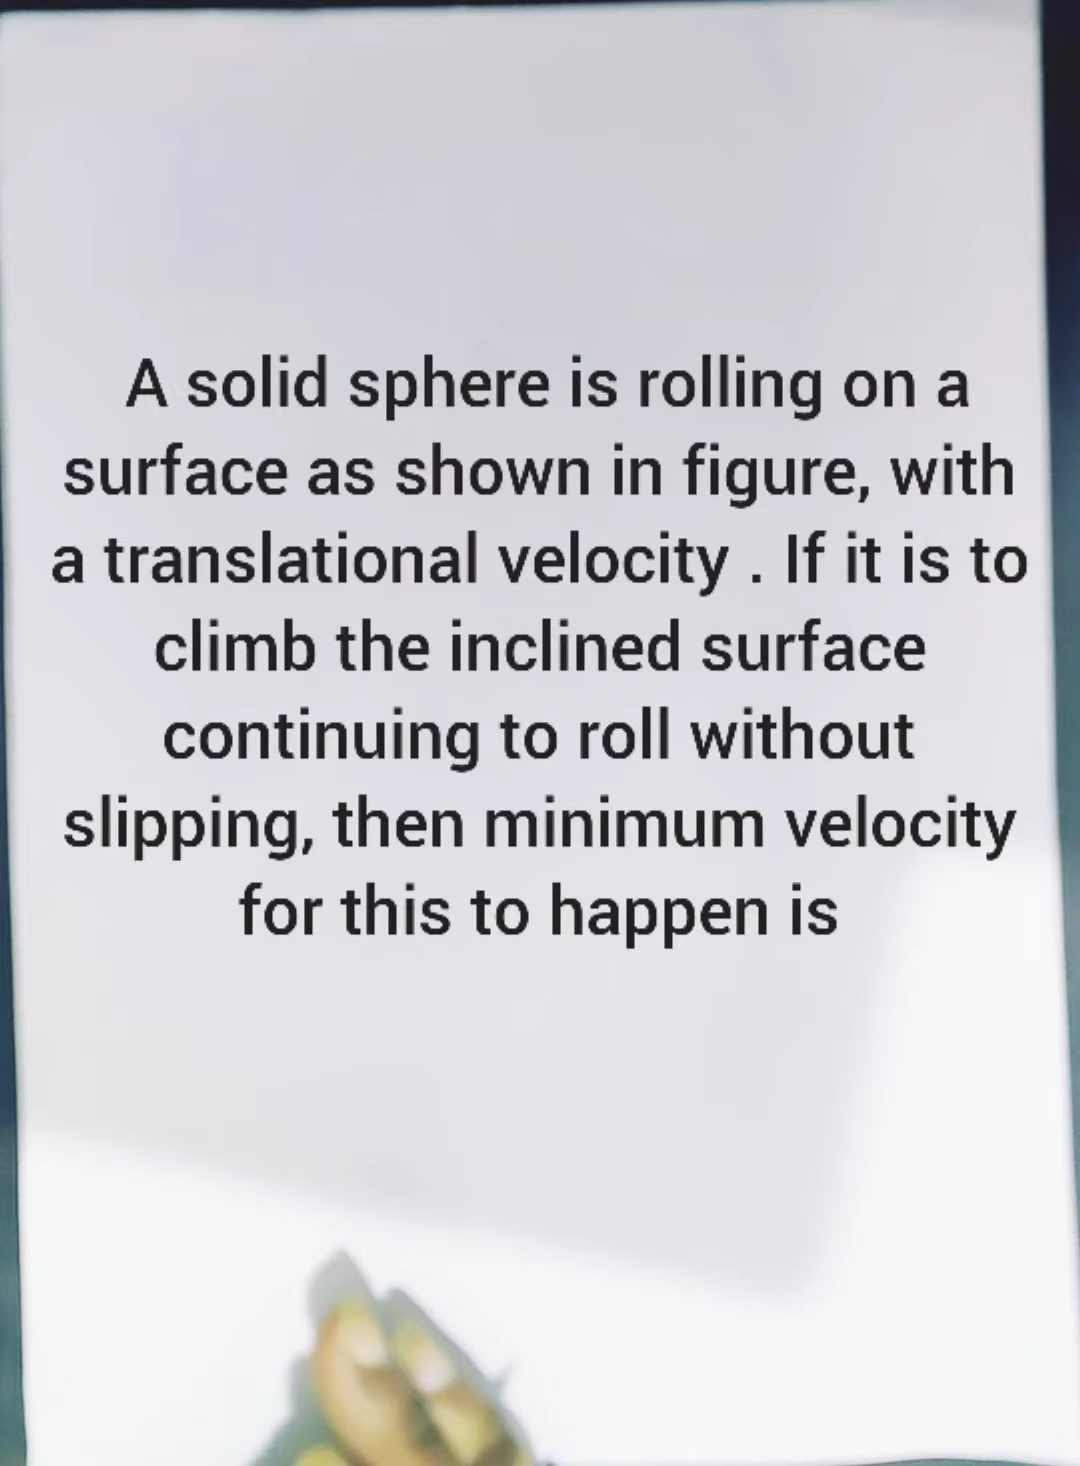 A solid sphere is rolling on a
surface as shown in figure, with
a translational velocity . If it is to
climb the inclined surface
continuing to roll without
slipping, then minimum velocity
for this to happen is